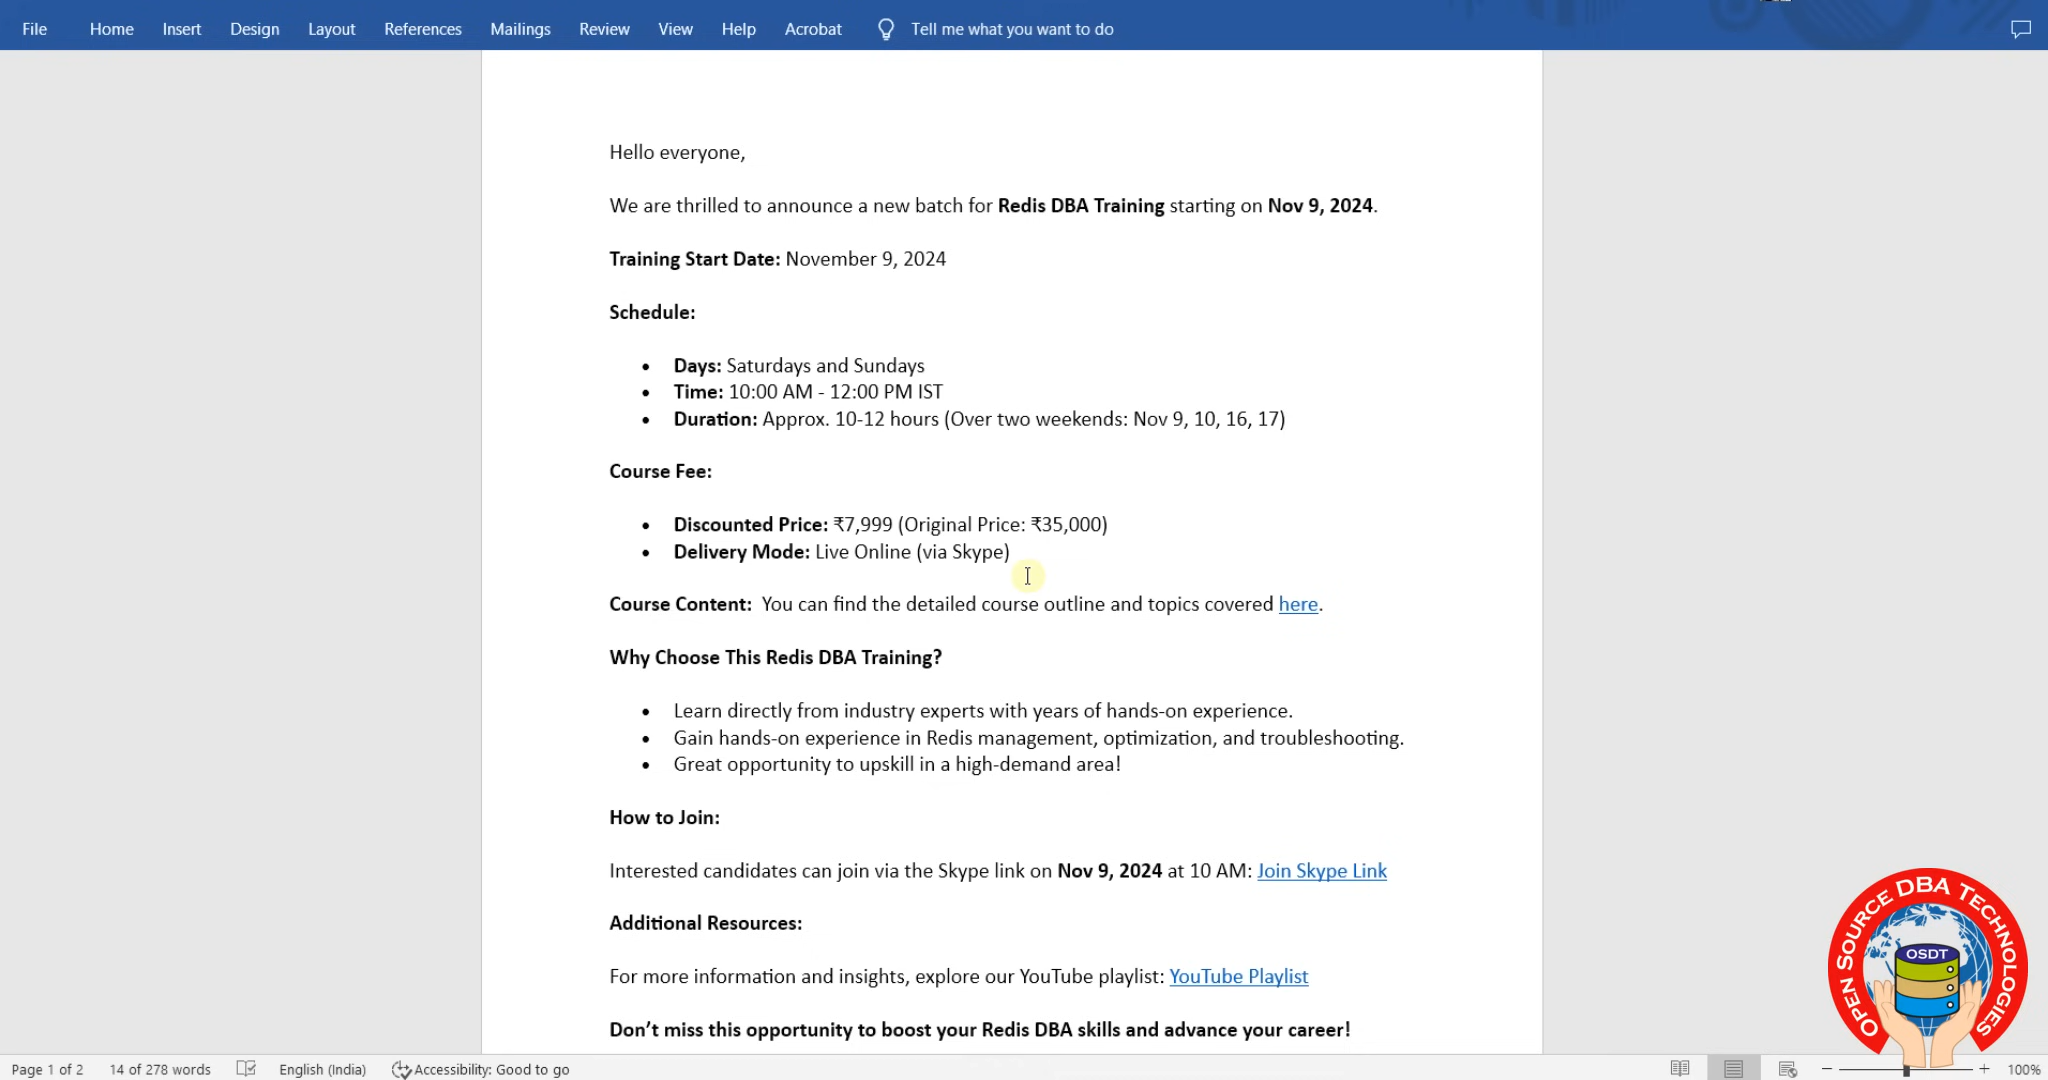 File Home Insert Design Layout References Mailings Review View Help Acrobat Tell me what you want to do
Hello everyone,
We are thrilled to announce a new batch for Redis DBA Training starting on Nov 9, 2024.
Training Start Date: November 9, 2024
Schedule:
• Days: Saturdays and Sundays
• Time: 10:00 AM - 12:00 PM IST
• Duration: Approx. 10-12 hours (Over two weekends: Nov 9, 10, 16, 17)
Course Fee:
• Discounted Price: ₹7,999 (Original Price: ₹35,000)
• Delivery Mode: Live Online (via Skype)
Course Content: You can find the detailed course outline and topics covered here.
Why Choose This Redis DBA Training?
• Learn directly from industry experts with years of hands-on experience.
• Gain hands-on experience in Redis management, optimization, and troubleshooting.
• Great opportunity to upskill in a high-demand area!
How to Join:
Interested candidates can join via the Skype link on Nov 9, 2024 at 10 AM: Join Skype Link
Additional Resources:
For more information and insights, explore our YouTube playlist: YouTube Playlist
Don’t miss this opportunity to boost your Redis DBA skills and advance your career!
OPEN SOURCE DBA TECHNOLOGIES
OSDT
Page 1 of 2 14 of 278 words English (India) Accessibility: Good to go 100%